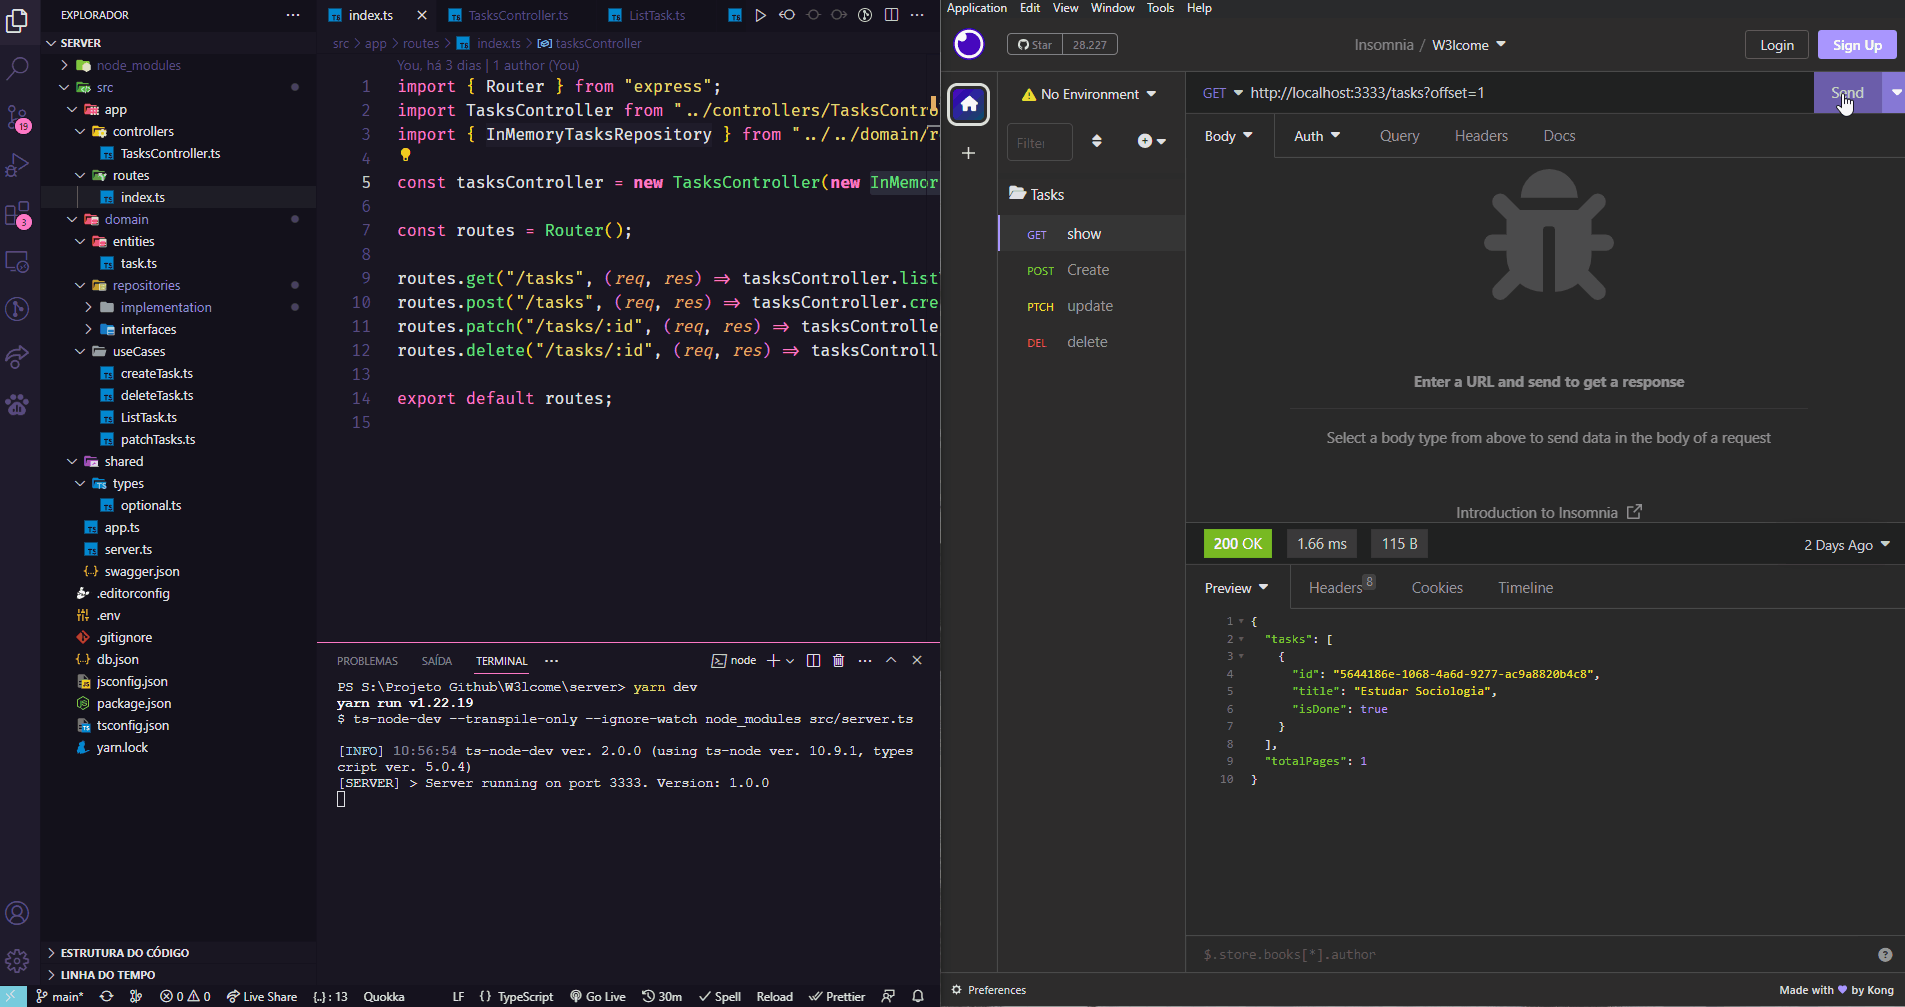 EXPLORADOR
SERVER
node_modules
src
app
controllers
TasksController.ts
routes
index.ts
domain
entities
task.ts
repositories
implementation
interfaces
useCases
createTask.ts
deleteTask.ts
ListTask.ts
patchTasks.ts
shared
types
optional.ts
app.ts
server.ts
swagger.json
.editorconfig
.env
.gitignore
db.json
jsconfig.json
package.json
tsconfig.json
yarn.lock
ESTRUTURA DO CÓDIGO
LINHA DO TEMPO
19
3
index.ts TasksController.ts ListTask.ts
src > app > routes > index.ts > tasksController
You, há 3 dias | 1 author (You)
1 import { Router } from "express";
2 import TasksController from "../controllers/TasksContro
3 import { InMemoryTasksRepository } from "../../domain/r
4
5 const tasksController = new TasksController(new InMemor
6
7 const routes = Router();
8
9 routes.get("/tasks", (req, res) => tasksController.list
10 routes.post("/tasks", (req, res) => tasksController.cre
11 routes.patch("/tasks/:id", (req, res) => tasksControlle
12 routes.delete("/tasks/:id", (req, res) => tasksControll
13
14 export default routes;
15
PROBLEMAS SAÍDA TERMINAL ... node
PS S:\Projeto Github\W3lcome\server> yarn dev
yarn run v1.22.19
$ ts-node-dev --transpile-only --ignore-watch node_modules src/server.ts
[INFO] 10:56:54 ts-node-dev ver. 2.0.0 (using ts-node ver. 10.9.1, types
cript ver. 5.0.4)
[SERVER] > Server running on port 3333. Version: 1.0.0
main* 0 0 Live Share {..} : 13 Quokka LF {} TypeScript Go Live 30m Spell Reload Prettier
Application Edit View Window Tools Help
Star 28.227
Insomnia / W3lcome
Login Sign Up
No Environment
Filter
Tasks
GET show
POST Create
PTCH update
DEL delete
GET http://localhost:3333/tasks?offset=1 Send
Body Auth Query Headers Docs
Enter a URL and send to get a response
Select a body type from above to send data in the body of a request
Introduction to Insomnia
200 OK 1.66 ms 115 B 2 Days Ago
Preview Headers 8 Cookies Timeline
1 {
2 "tasks": [
3 {
4 "id": "5644186e-1068-4a6d-9277-ac9a8820b4c8",
5 "title": "Estudar Sociologia",
6 "isDone": true
7 }
8 ],
9 "totalPages": 1
10 }
$.store.books[*].author
Preferences
Made with ♥ by Kong